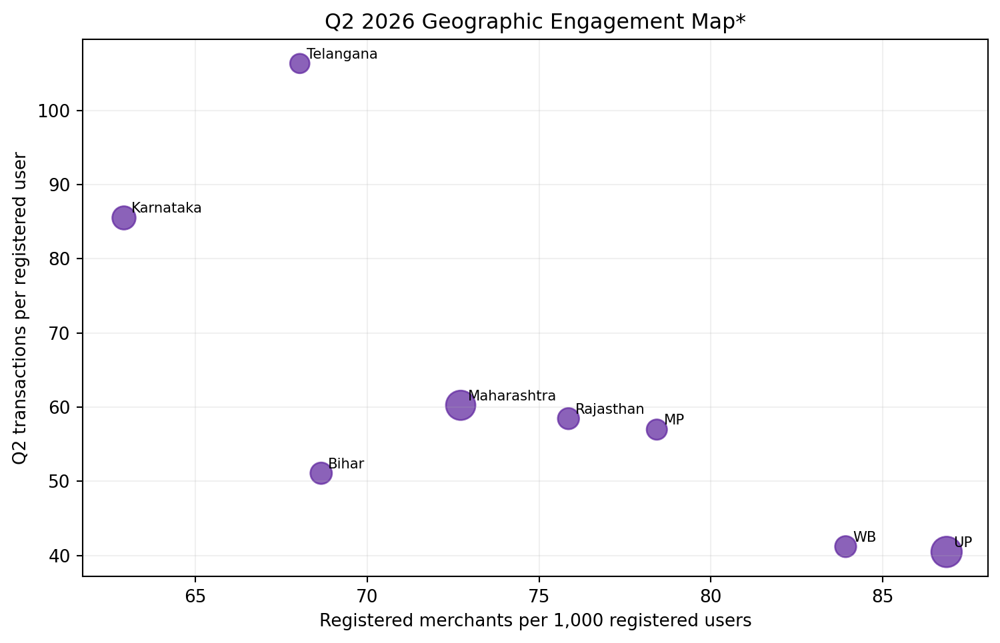 Q2 2026 Geographic Engagement Map*
Telangana
Karnataka
Maharashtra
Rajasthan
MP
Bihar
WB
UP
Q2 transactions per registered user
100
90
80
70
60
50
40
65
70
75
80
85
Registered merchants per 1,000 registered users